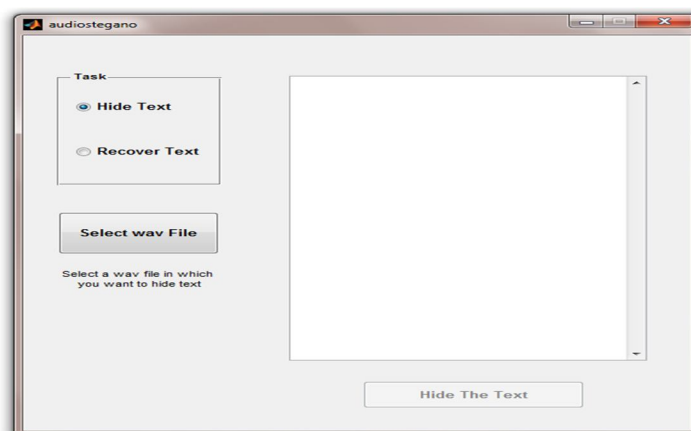 audiostegano
Task
Hide Text
Recover Text
Select wav File
Select a wav file in which
you want to hide text
Hide The Text